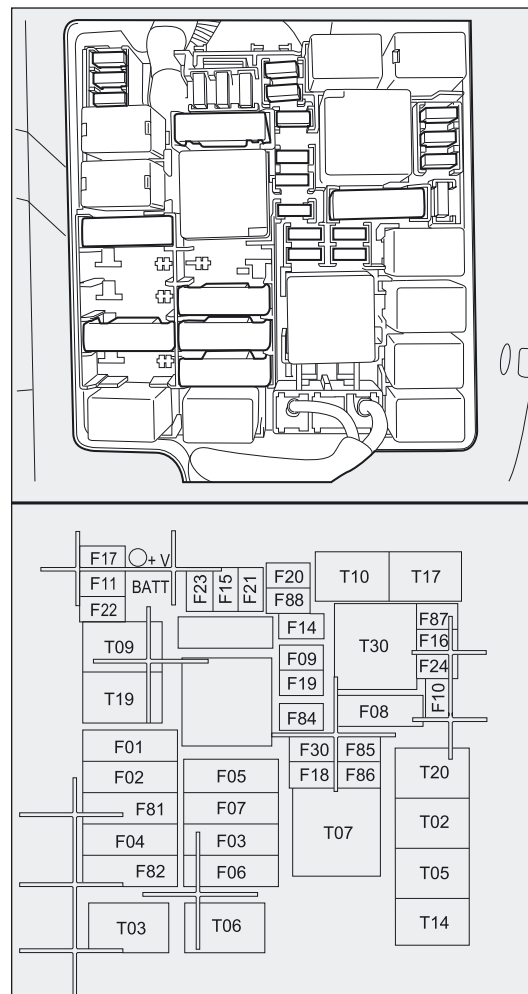 F17 + V
F11 BATT
F22
F23 F15 F21
F20
F88
T10 T17
F14
T09
T19
F09
F19
T30
F87
F16
F24
F10
F84
F08
F01
F02
F81
F04
F82
F05
F07
F03
F06
F30 F85
F18 F86
T07
T20
T02
T05
T14
T03 T06